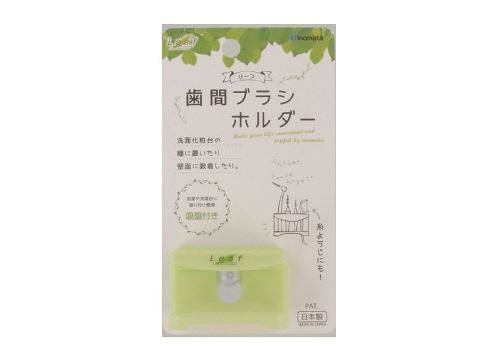 Leaf
inomata
リーフ
歯間ブラシ
ホルダー
Make your life convenient and
joyful by inomata.
洗面化粧台の
棚に置いたり
壁面に吸着したり。
吸盤付き
糸ようじにも!
Leaf
PAT.
日本製
MADE IN JAPAN